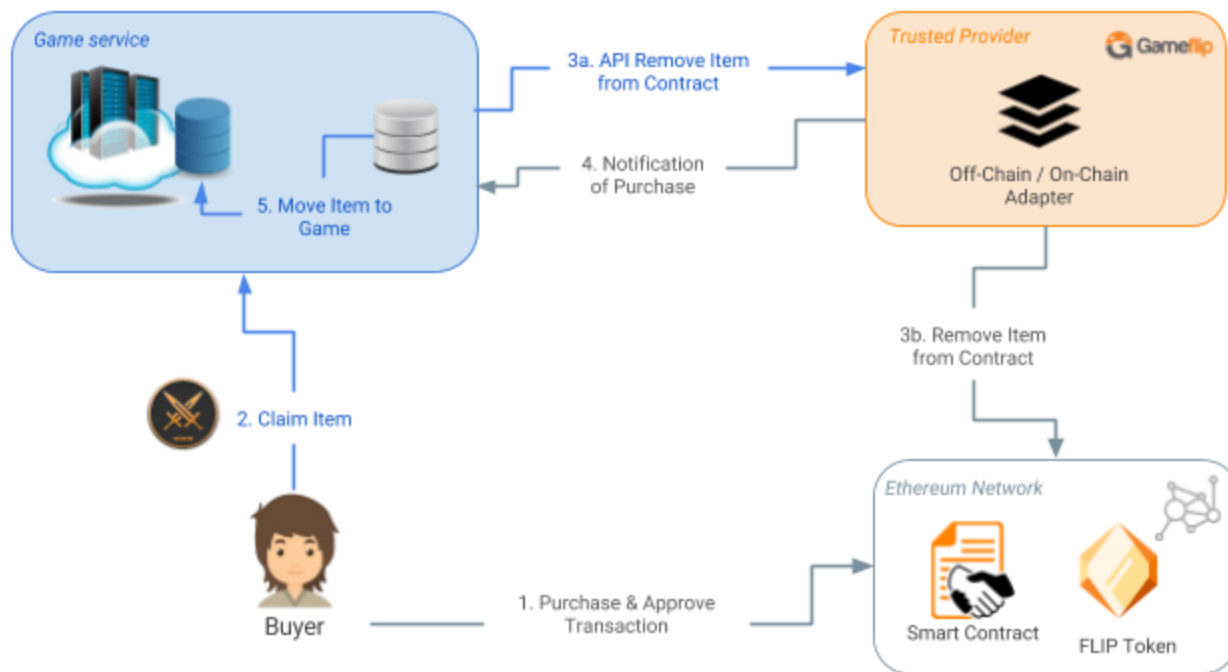 Game service
3a. API Remove Item
from Contract
Trusted Provider
Gameflip
4. Notification
of Purchase
Off-Chain / On-Chain
Adapter
5. Move Item to
Game
3b. Remove Item
from Contract
2. Claim Item
Ethereum Network
1. Purchase & Approve
Transaction
Buyer
Smart Contract
FLIP Token